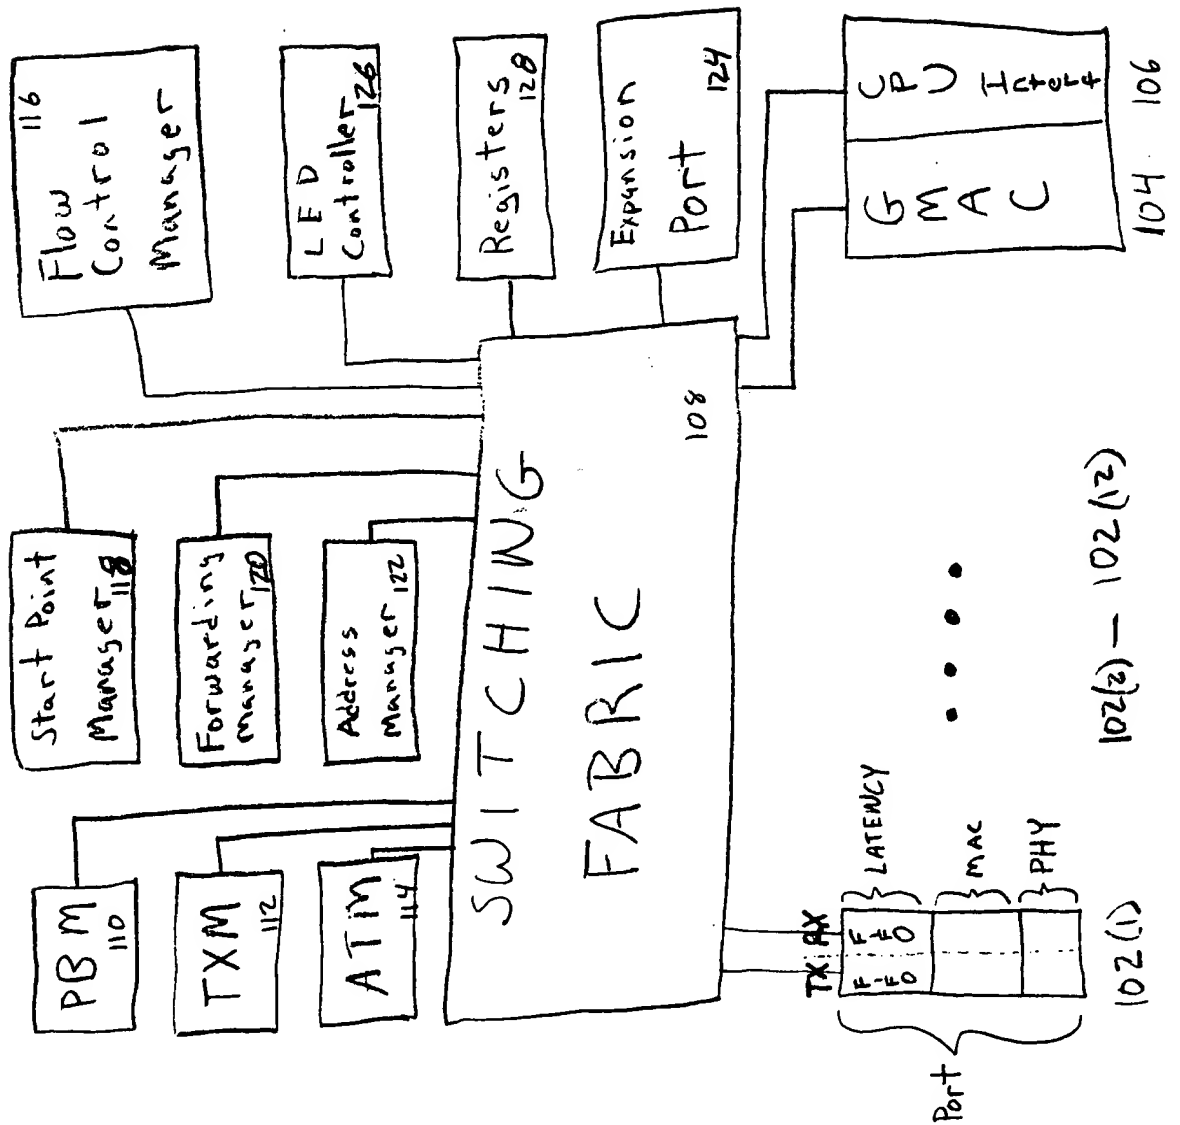 PBM
110
Start Point
Manager
118
Flow
Control
Manager
116
TXM
112
Forwarding
Manager
120
LED
Controller
126
ATM
114
Address
Manager
122
Registers
128
SWITCHING
FABRIC
108
Expansion
Port
124
TX RX
FIFO FIFO
LATENCY
MAC
PHY
Port
102(1)
102(2) – 102(12)
GMAC
104
CPU
Interf
106